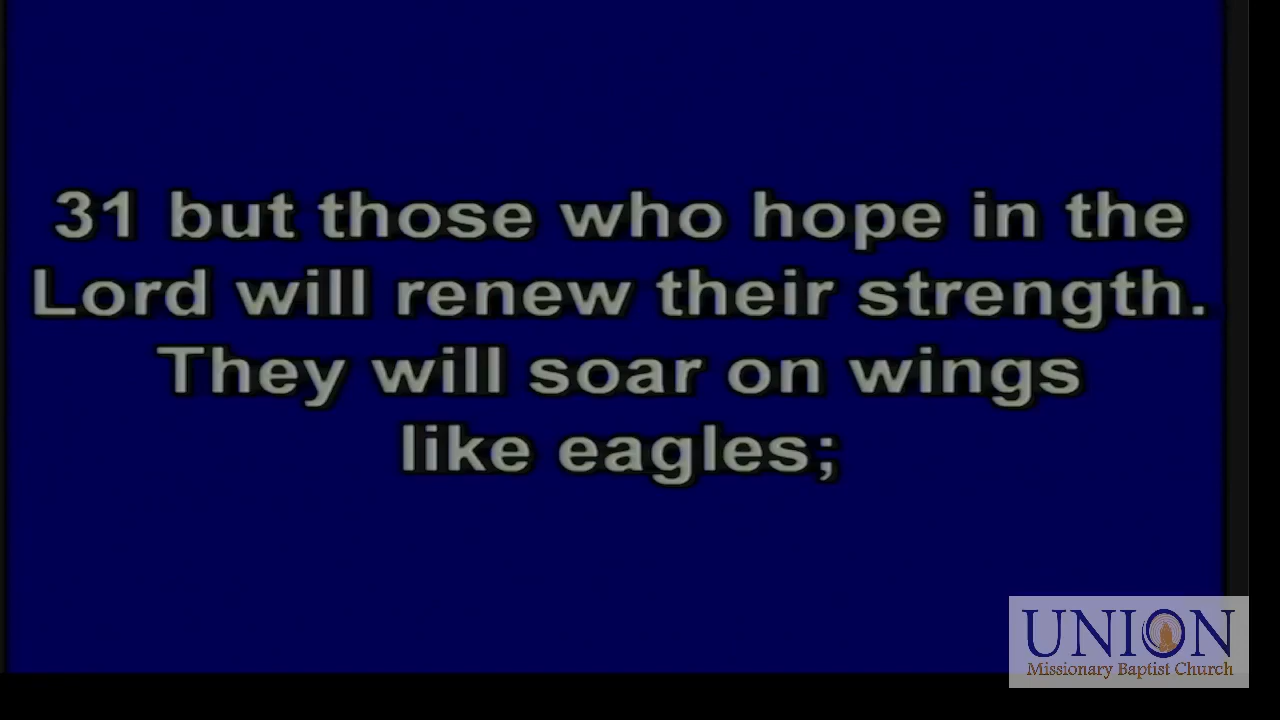 31 but those who hope in the
Lord will renew their strength.
They will soar on wings
like eagles;
UNION
Missionary Baptist Church